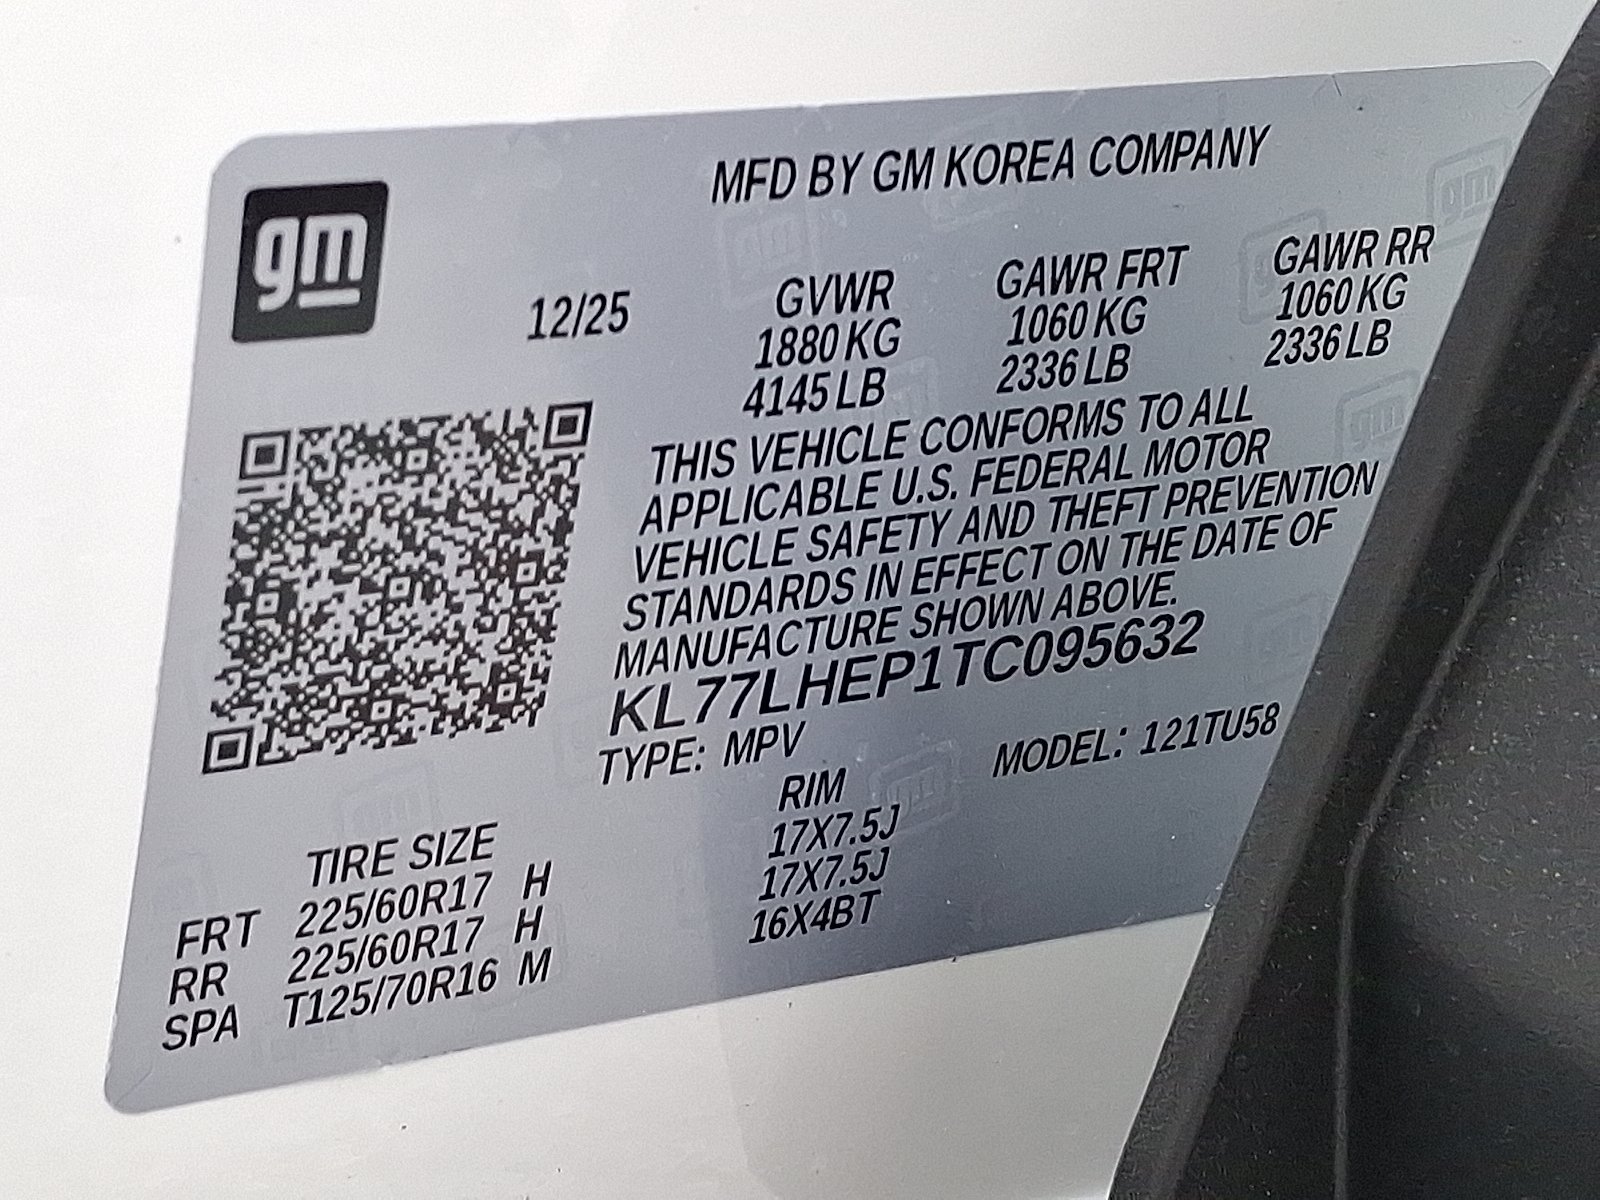 MFD BY GM KOREA COMPANY
gm
12/25
GVWR GAWR FRT GAWR RR
1880 KG 1060 KG 1060 KG
4145 LB 2336 LB 2336 LB
THIS VEHICLE CONFORMS TO ALL
APPLICABLE U.S. FEDERAL MOTOR
VEHICLE SAFETY AND THEFT PREVENTION
STANDARDS IN EFFECT ON THE DATE OF
MANUFACTURE SHOWN ABOVE.
KL77LHEP1TC095632
TYPE: MPV MODEL: 121TU58
TIRE SIZE RIM
FRT 225/60R17 H 17X7.5J
RR 225/60R17 H 17X7.5J
SPA T125/70R16 M 16X4BT